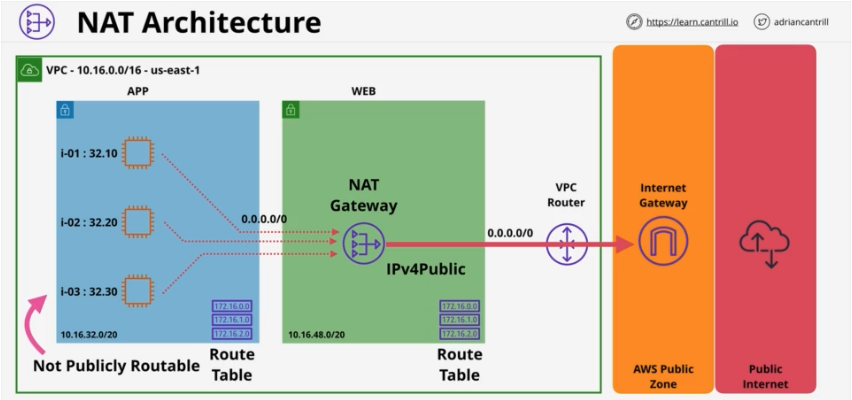 NAT Architecture
https://learn.cantrill.io
adriancantrill
VPC - 10.16.0.0/16 - us-east-1
APP
WEB
i-01 : 32.10
i-02 : 32.20
i-03 : 32.30
0.0.0.0/0
NAT
Gateway
IPv4Public
0.0.0.0/0
VPC
Router
Internet
Gateway
172.16.0.0
172.16.1.0
172.16.2.0
172.16.0.0
172.16.1.0
172.16.2.0
10.16.32.0/20
10.16.48.0/20
Not Publicly Routable
Route
Table
Route
Table
AWS Public
Zone
Public
Internet